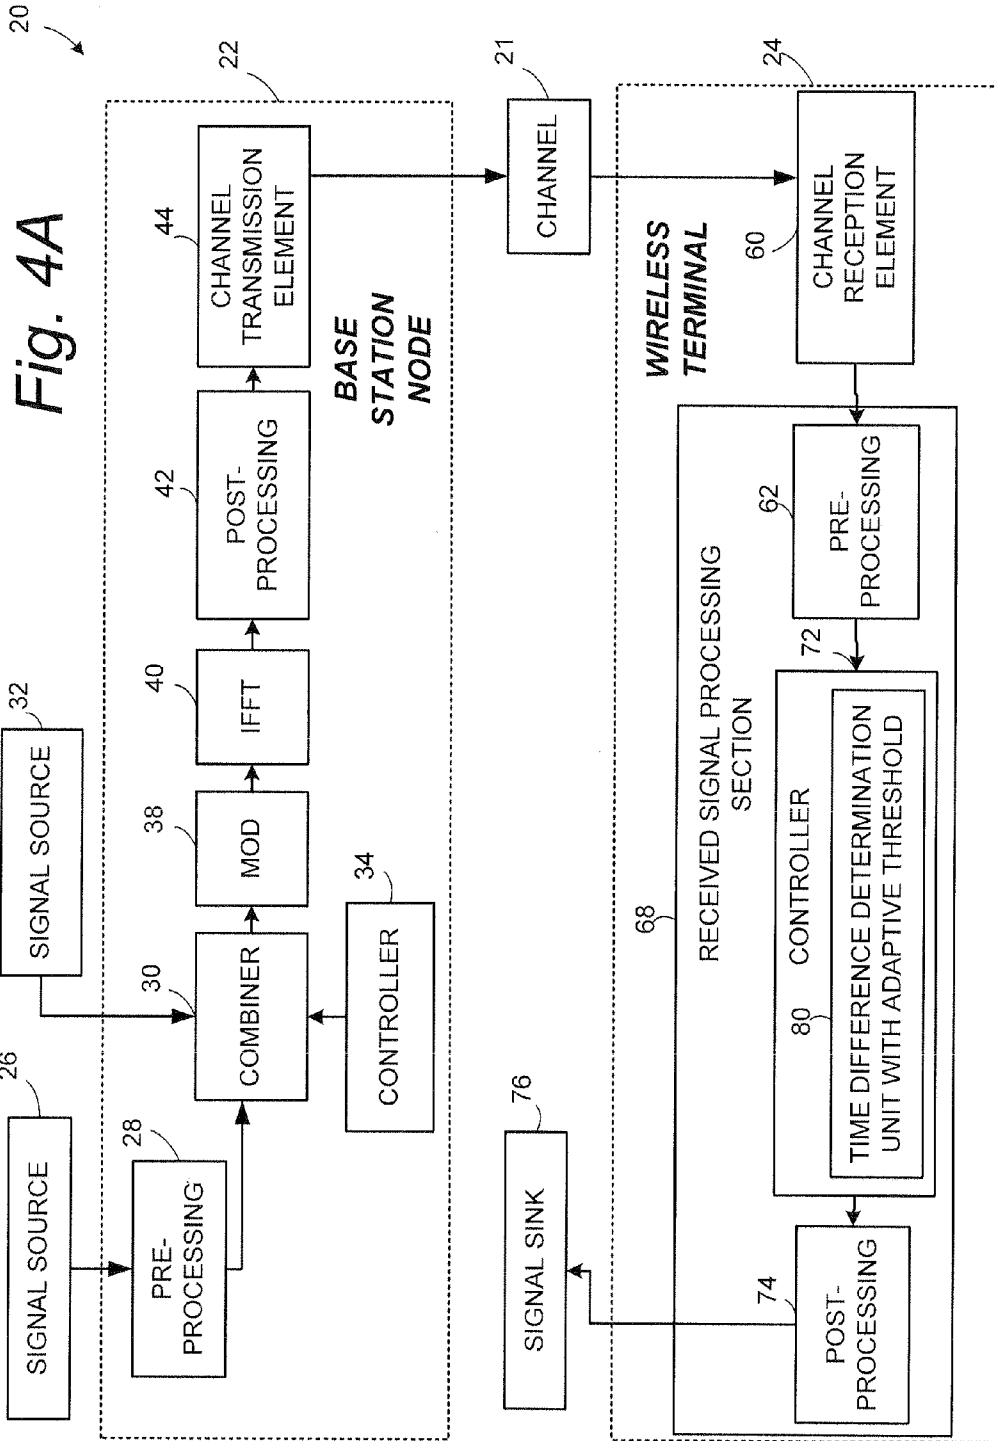 Fig. 4A
20
26
SIGNAL SOURCE
32
SIGNAL SOURCE
22
28
PRE-
PROCESSING
30
COMBINER
34
CONTROLLER
38
MOD
40
IFFT
42
POST-
PROCESSING
44
CHANNEL
TRANSMISSION
ELEMENT
BASE
STATION
NODE
21
CHANNEL
76
SIGNAL SINK
24
WIRELESS
TERMINAL
60
CHANNEL
RECEPTION
ELEMENT
68
RECEIVED SIGNAL PROCESSING
SECTION
62
PRE-
PROCESSING
72
CONTROLLER
80
TIME DIFFERENCE DETERMINATION
UNIT WITH ADAPTIVE THRESHOLD
74
POST-
PROCESSING